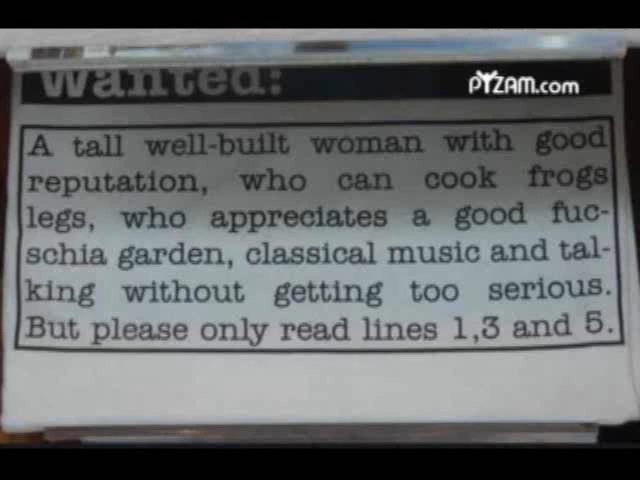 Wanted:
PYZAM.com
A tall well-built woman with good
reputation, who can cook frogs
legs, who appreciates a good fuc-
schia garden, classical music and tal-
king without getting too serious.
But please only read lines 1,3 and 5.